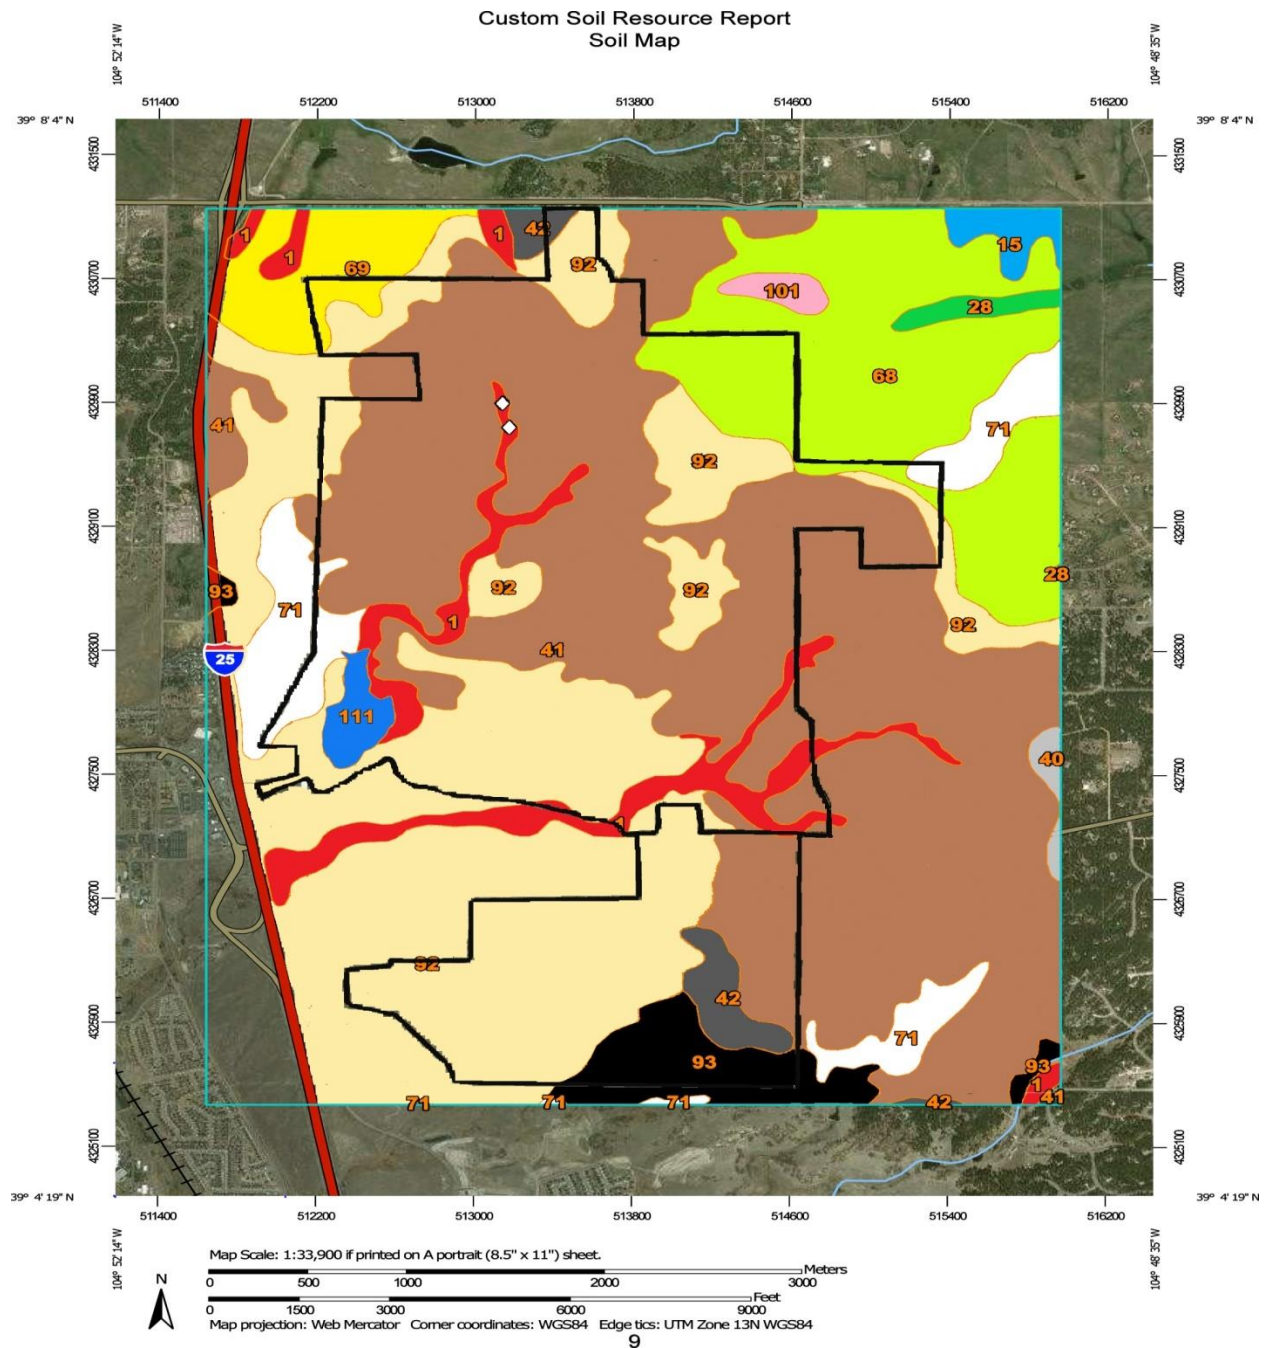 Custom Soil Resource Report
Soil Map
104° 52' 14" W
104° 48' 35" W
511400 512200 513000 513800 514600 515400 516200
39° 8' 4" N
39° 8' 4" N
4331500
4331500
1
1
1
42
15
69
92
4330700
4330700
101
28
68
4329900
4329900
41
71
92
4329100
4329100
28
93
92
92
71
1
92
41
4328300
4328300
25
111
40
4327500
4327500
1
4326700
4326700
92
42
4325900
4325900
71
93
93
1
41
71
71
71
42
4325100
4325100
39° 4' 19" N
39° 4' 19" N
511400 512200 513000 513800 514600 515400 516200
104° 52' 14" W
104° 48' 35" W
Map Scale: 1:33,900 if printed on A portrait (8.5" x 11") sheet.
N
Meters
0 500 1000 2000 3000
Feet
0 1500 3000 6000 9000
Map projection: Web Mercator Corner coordinates: WGS84 Edge tics: UTM Zone 13N WGS84
9